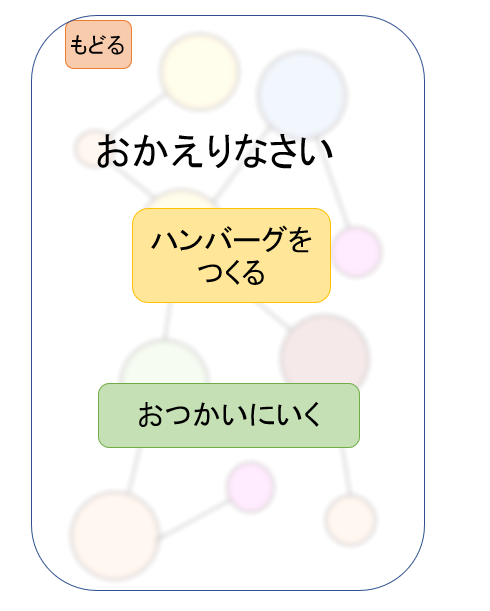 もどる
おかえりなさい
ハンバーグを
つくる
おつかいにいく